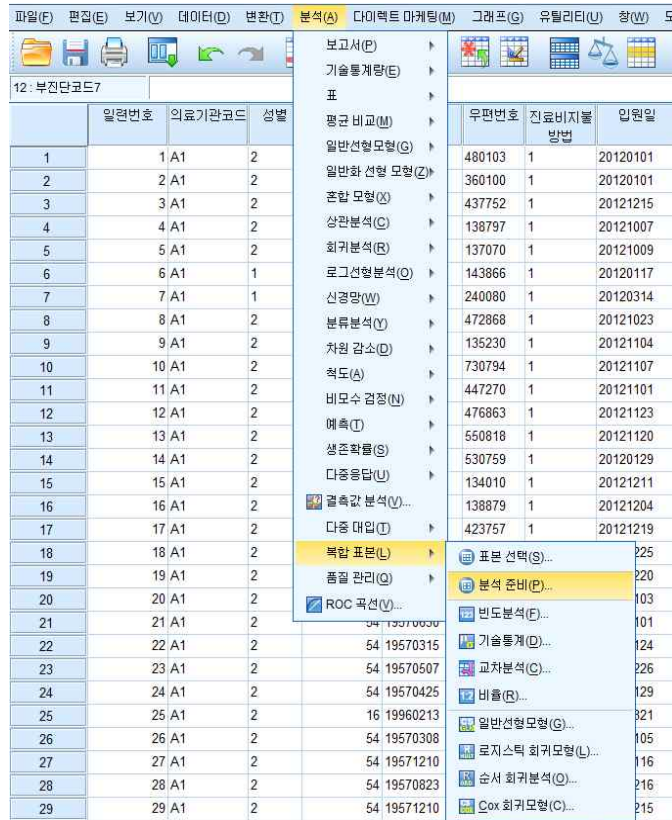 파일(F) 편집(E) 보기(V) 데이터(D) 변환(T) 분석(A) 다이렉트 마케팅(M) 그래프(G) 유틸리티(U) 창(W)
12 : 부진단코드7
일련번호 의료기관코드 성별 우편번호 진료비지불방법 입원일
1 1 A1 2 480103 1 20120101
2 2 A1 2 360100 1 20120101
3 3 A1 2 437752 1 20121215
4 4 A1 2 138797 1 20121007
5 5 A1 2 137070 1 20121009
6 6 A1 1 143866 1 20120117
7 7 A1 1 240080 1 20120314
8 8 A1 2 472868 1 20121023
9 9 A1 2 135230 1 20121104
10 10 A1 2 730794 1 20121107
11 11 A1 2 447270 1 20121101
12 12 A1 2 476863 1 20121123
13 13 A1 2 550818 1 20121120
14 14 A1 2 530759 1 20120129
15 15 A1 2 134010 1 20121211
16 16 A1 2 138879 1 20121204
17 17 A1 2 423757 1 20121219
18 18 A1 2 225
19 19 A1 2 220
20 20 A1 2 103
21 21 A1 2 54 19570630 101
22 22 A1 2 54 19570315 124
23 23 A1 2 54 19570507 226
24 24 A1 2 54 19570425 129
25 25 A1 2 16 19960213 321
26 26 A1 2 54 19570308 105
27 27 A1 2 54 19571210 116
28 28 A1 2 54 19570823 216
29 29 A1 2 54 19571210 215
보고서(P)
기술통계량(E)
표
평균 비교(M)
일반선형모형(G)
일반화 선형 모형(Z)
혼합 모형(X)
상관분석(C)
회귀분석(R)
로그선형분석(O)
신경망(W)
분류분석(Y)
차원 감소(D)
척도(A)
비모수 검정(N)
예측(T)
생존확률(S)
다중응답(U)
결측값 분석(V)...
다중 대입(T)
복합 표본(L)
품질 관리(Q)
ROC 곡선(V)...
표본 선택(S)...
분석 준비(P)...
빈도분석(F)...
기술통계(D)...
교차분석(C)...
비율(R)...
일반선형모형(G)...
로지스틱 회귀모형(L)...
순서 회귀분석(O)...
Cox 회귀모형(C)...